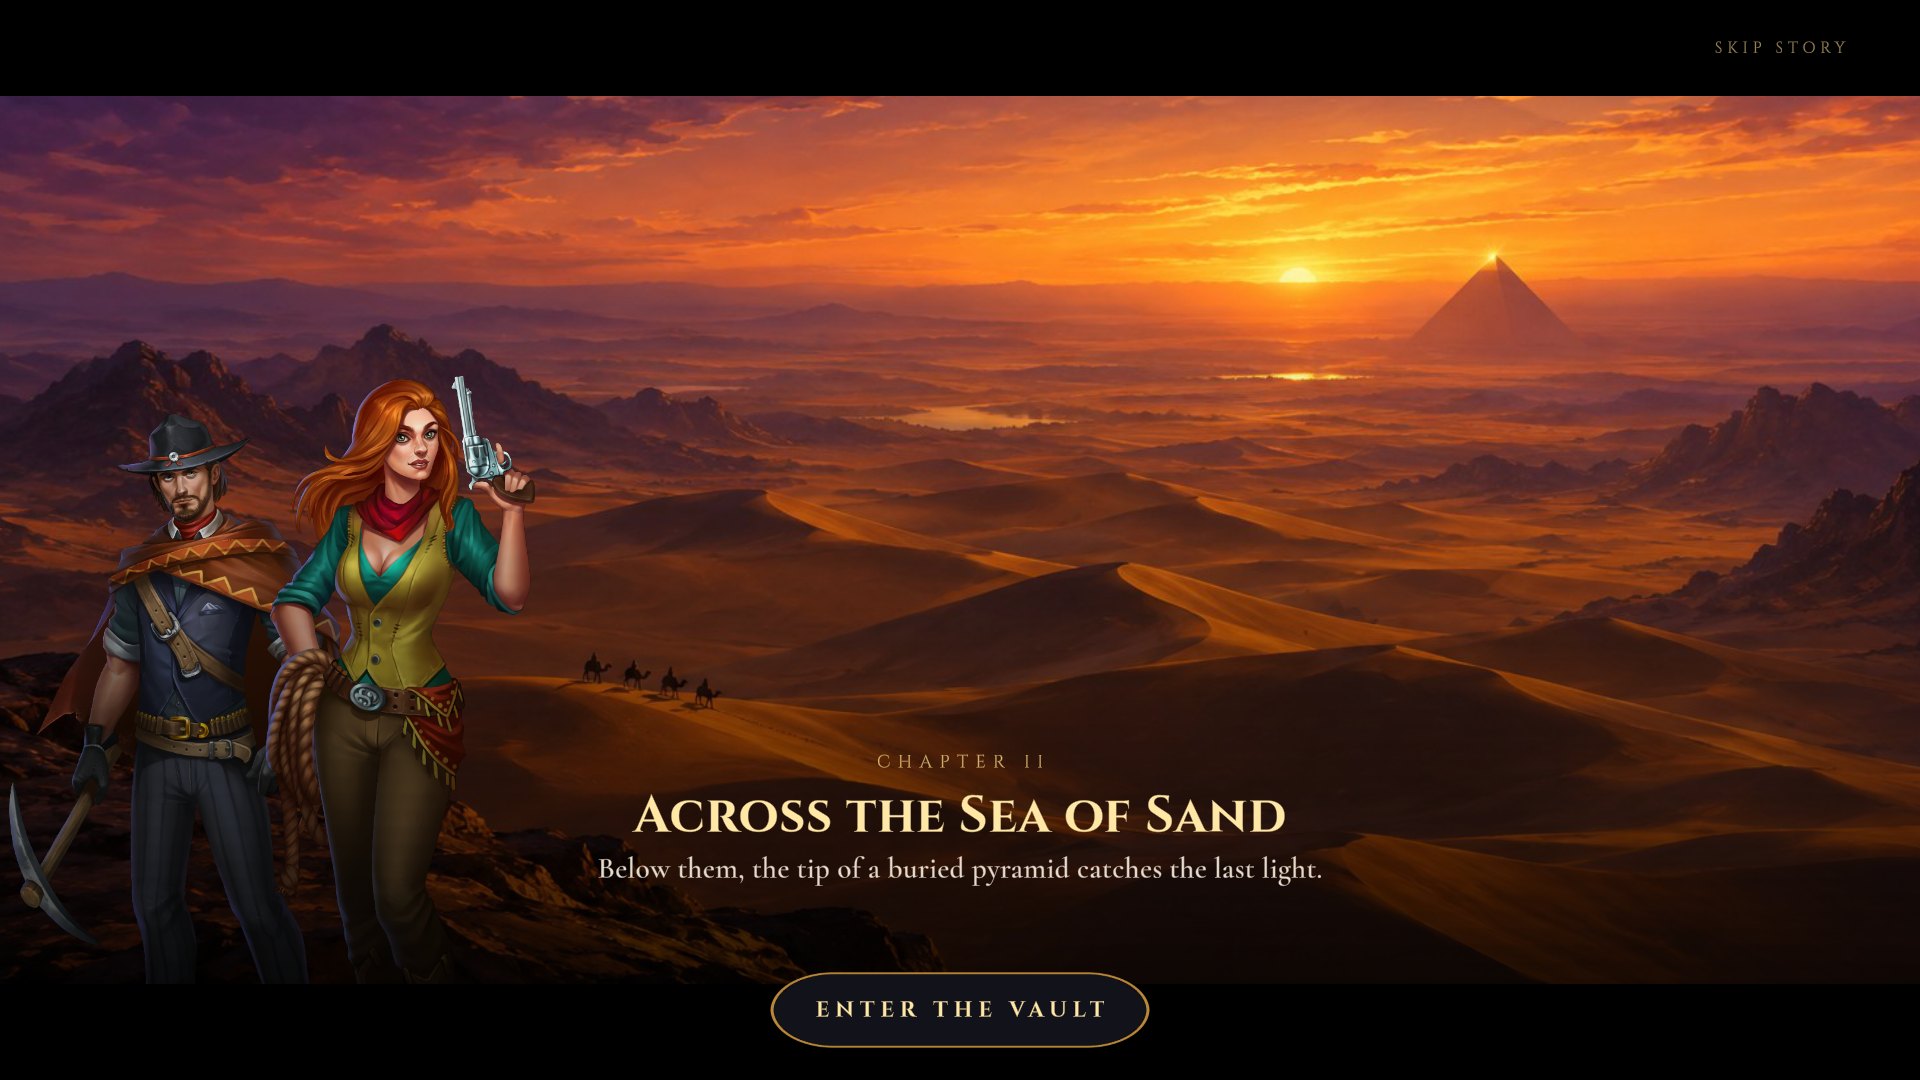 SKIP STORY
CHAPTER II
Across the Sea of Sand
Below them, the tip of a buried pyramid catches the last light.
ENTER THE VAULT